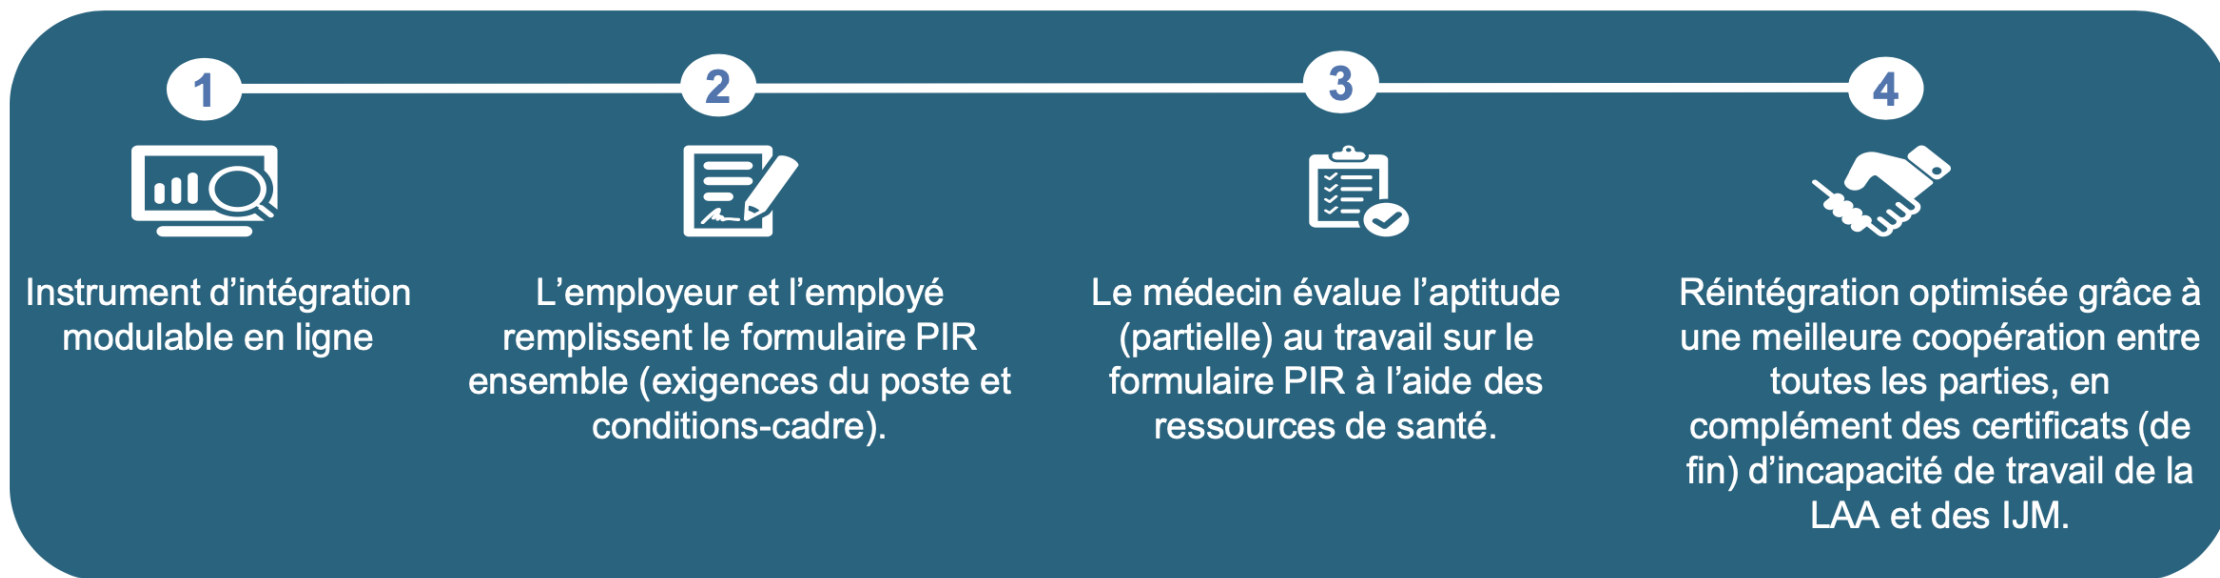 1
2
3
4
Instrument d’intégration
modulable en ligne
L’employeur et l’employé
remplissent le formulaire PIR
ensemble (exigences du poste et
conditions-cadre).
Le médecin évalue l’aptitude
(partielle) au travail sur le
formulaire PIR à l’aide des
ressources de santé.
Réintégration optimisée grâce à
une meilleure coopération entre
toutes les parties, en
complément des certificats (de
fin) d’incapacité de travail de la
LAA et des IJM.